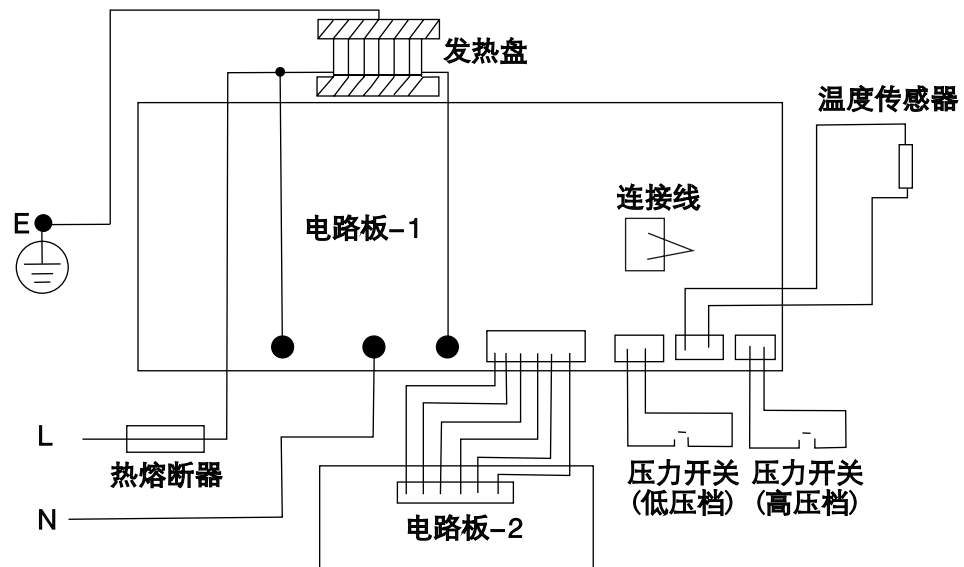 发热盘
温度传感器
连接线
E
电路板-1
L
热熔断器
压力开关
(低压档)
压力开关
(高压档)
N
电路板-2